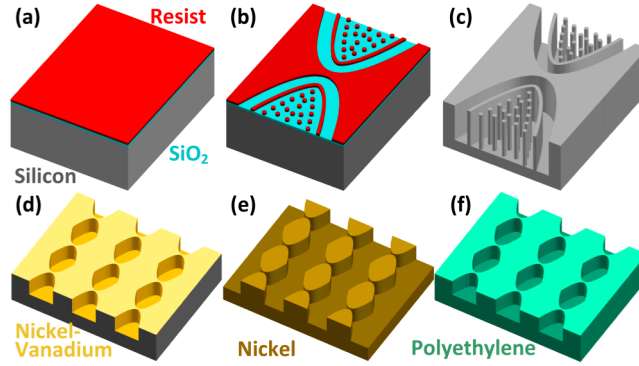 (a)
Resist
(b)
(c)
Silicon
SiO₂
(d)
(e)
(f)
Nickel-
Vanadium
Nickel
Polyethylene